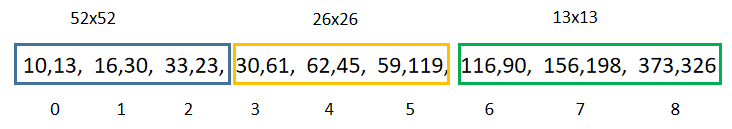 52x52 26x26 13x13
10,13, 16,30, 33,23, 30,61, 62,45, 59,119, 116,90, 156,198, 373,326
0 1 2 3 4 5 6 7 8